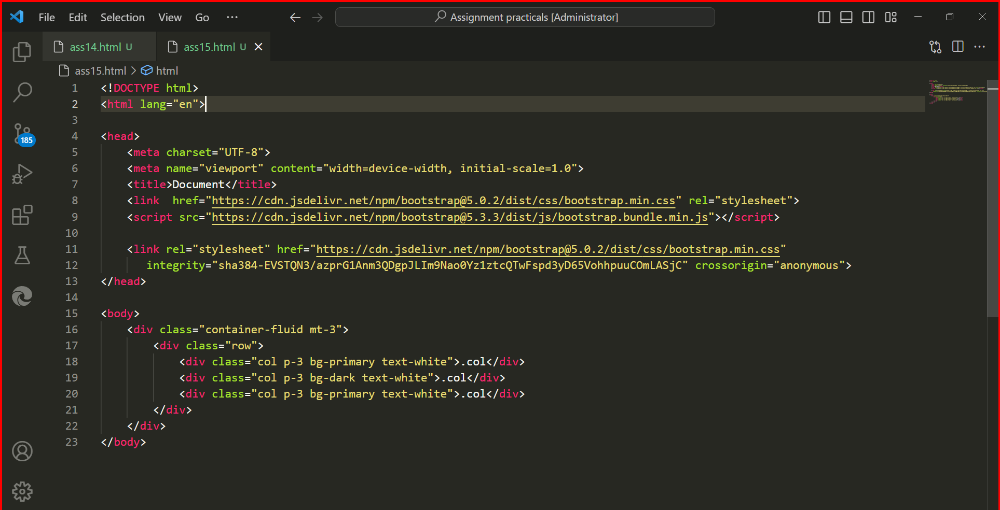 File Edit Selection View Go ··· Assignment practicals [Administrator]
ass14.html U ass15.html U
ass15.html > html
1 <!DOCTYPE html>
2 <html lang="en">
3
4 <head>
5     <meta charset="UTF-8">
6     <meta name="viewport" content="width=device-width, initial-scale=1.0">
7     <title>Document</title>
8     <link  href="https://cdn.jsdelivr.net/npm/bootstrap@5.0.2/dist/css/bootstrap.min.css" rel="stylesheet">
9     <script src="https://cdn.jsdelivr.net/npm/bootstrap@5.3.3/dist/js/bootstrap.bundle.min.js"></script>
10
11     <link rel="stylesheet" href="https://cdn.jsdelivr.net/npm/bootstrap@5.0.2/dist/css/bootstrap.min.css"
12        integrity="sha384-EVSTQN3/azprG1Anm3QDgpJLIm9Nao0Yz1ztcQTwFspd3yD65VohhpuuCOmLASjC" crossorigin="anonymous">
13 </head>
14
15 <body>
16     <div class="container-fluid mt-3">
17         <div class="row">
18             <div class="col p-3 bg-primary text-white">.col</div>
19             <div class="col p-3 bg-dark text-white">.col</div>
20             <div class="col p-3 bg-primary text-white">.col</div>
21         </div>
22     </div>
23 </body>
185